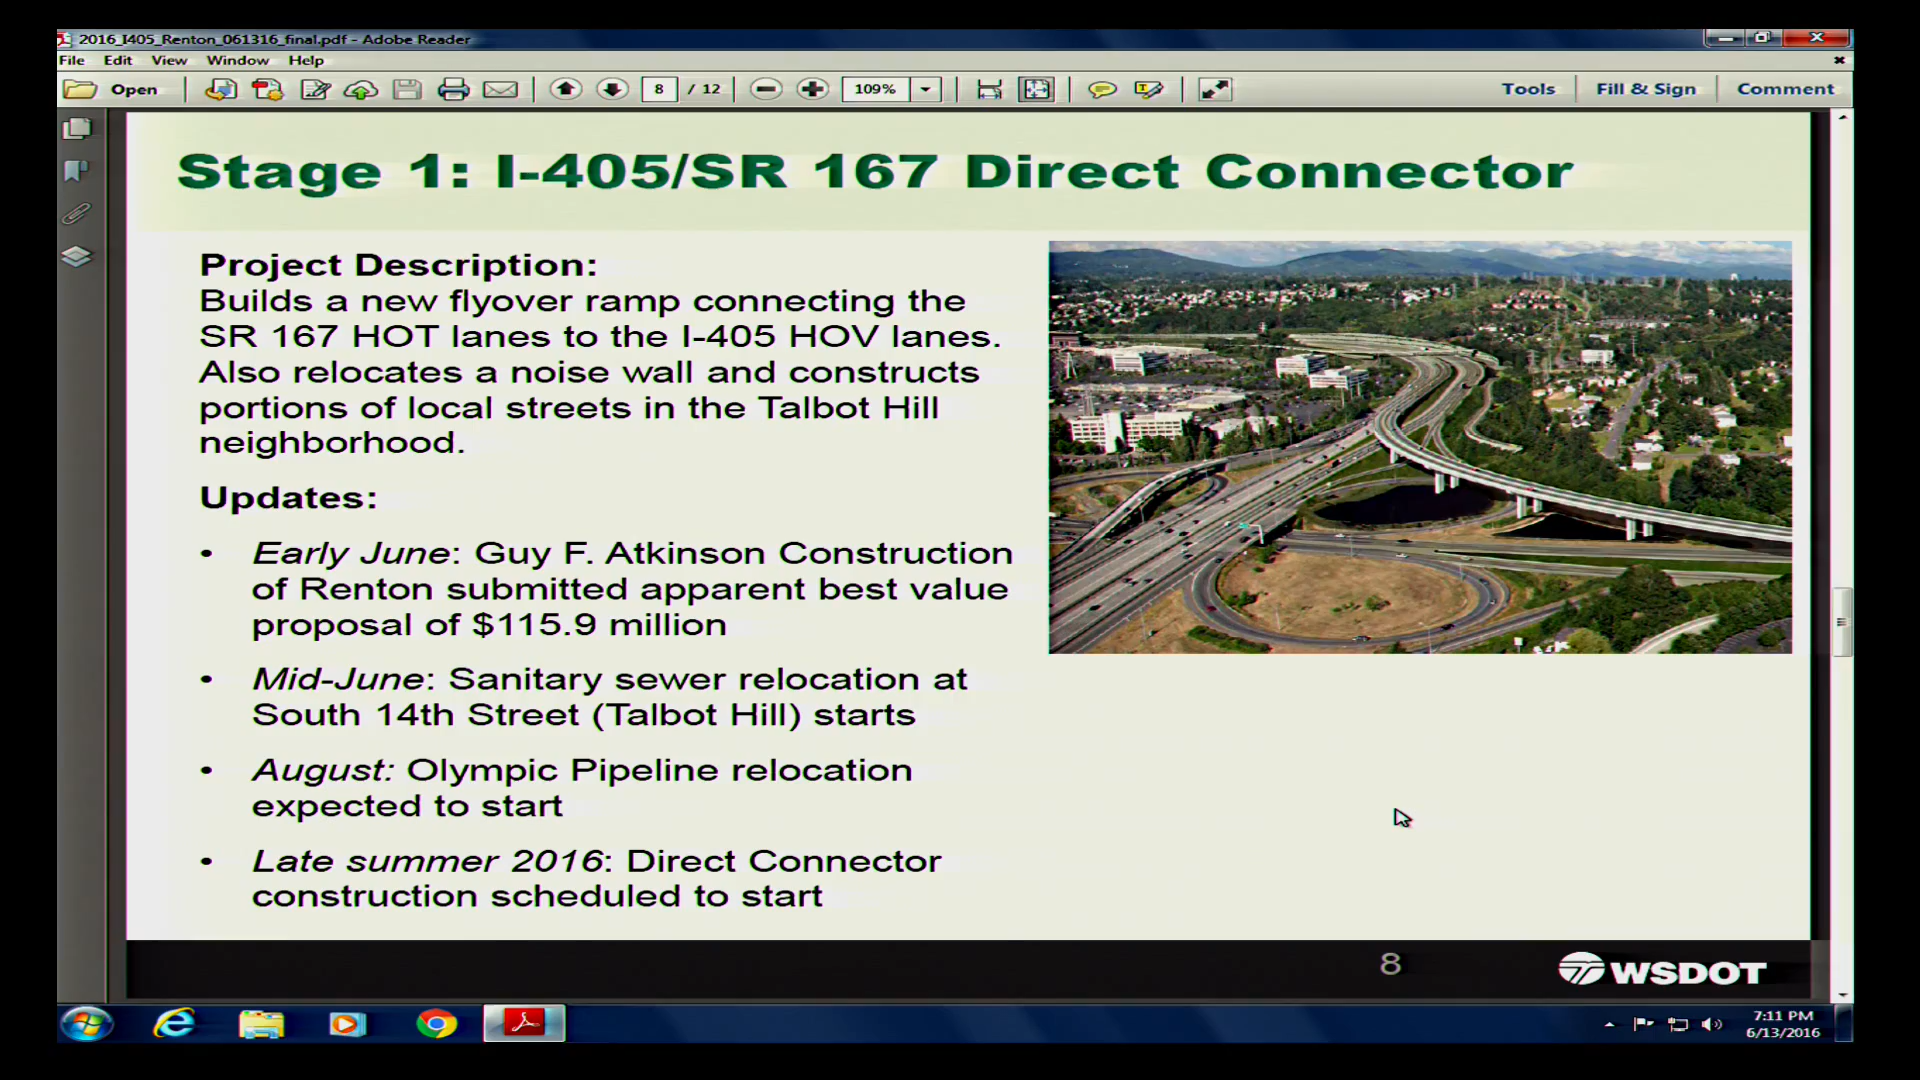 2016_I405_Renton_061316_final.pdf - Adobe Reader
File Edit View Window Help
Open 8 / 12 109% Tools Fill & Sign Comment
Stage 1: I-405/SR 167 Direct Connector
Project Description:
Builds a new flyover ramp connecting the
SR 167 HOT lanes to the I-405 HOV lanes.
Also relocates a noise wall and constructs
portions of local streets in the Talbot Hill
neighborhood.
Updates:
• Early June: Guy F. Atkinson Construction
of Renton submitted apparent best value
proposal of $115.9 million
• Mid-June: Sanitary sewer relocation at
South 14th Street (Talbot Hill) starts
• August: Olympic Pipeline relocation
expected to start
• Late summer 2016: Direct Connector
construction scheduled to start
8
WSDOT
7:11 PM
6/13/2016